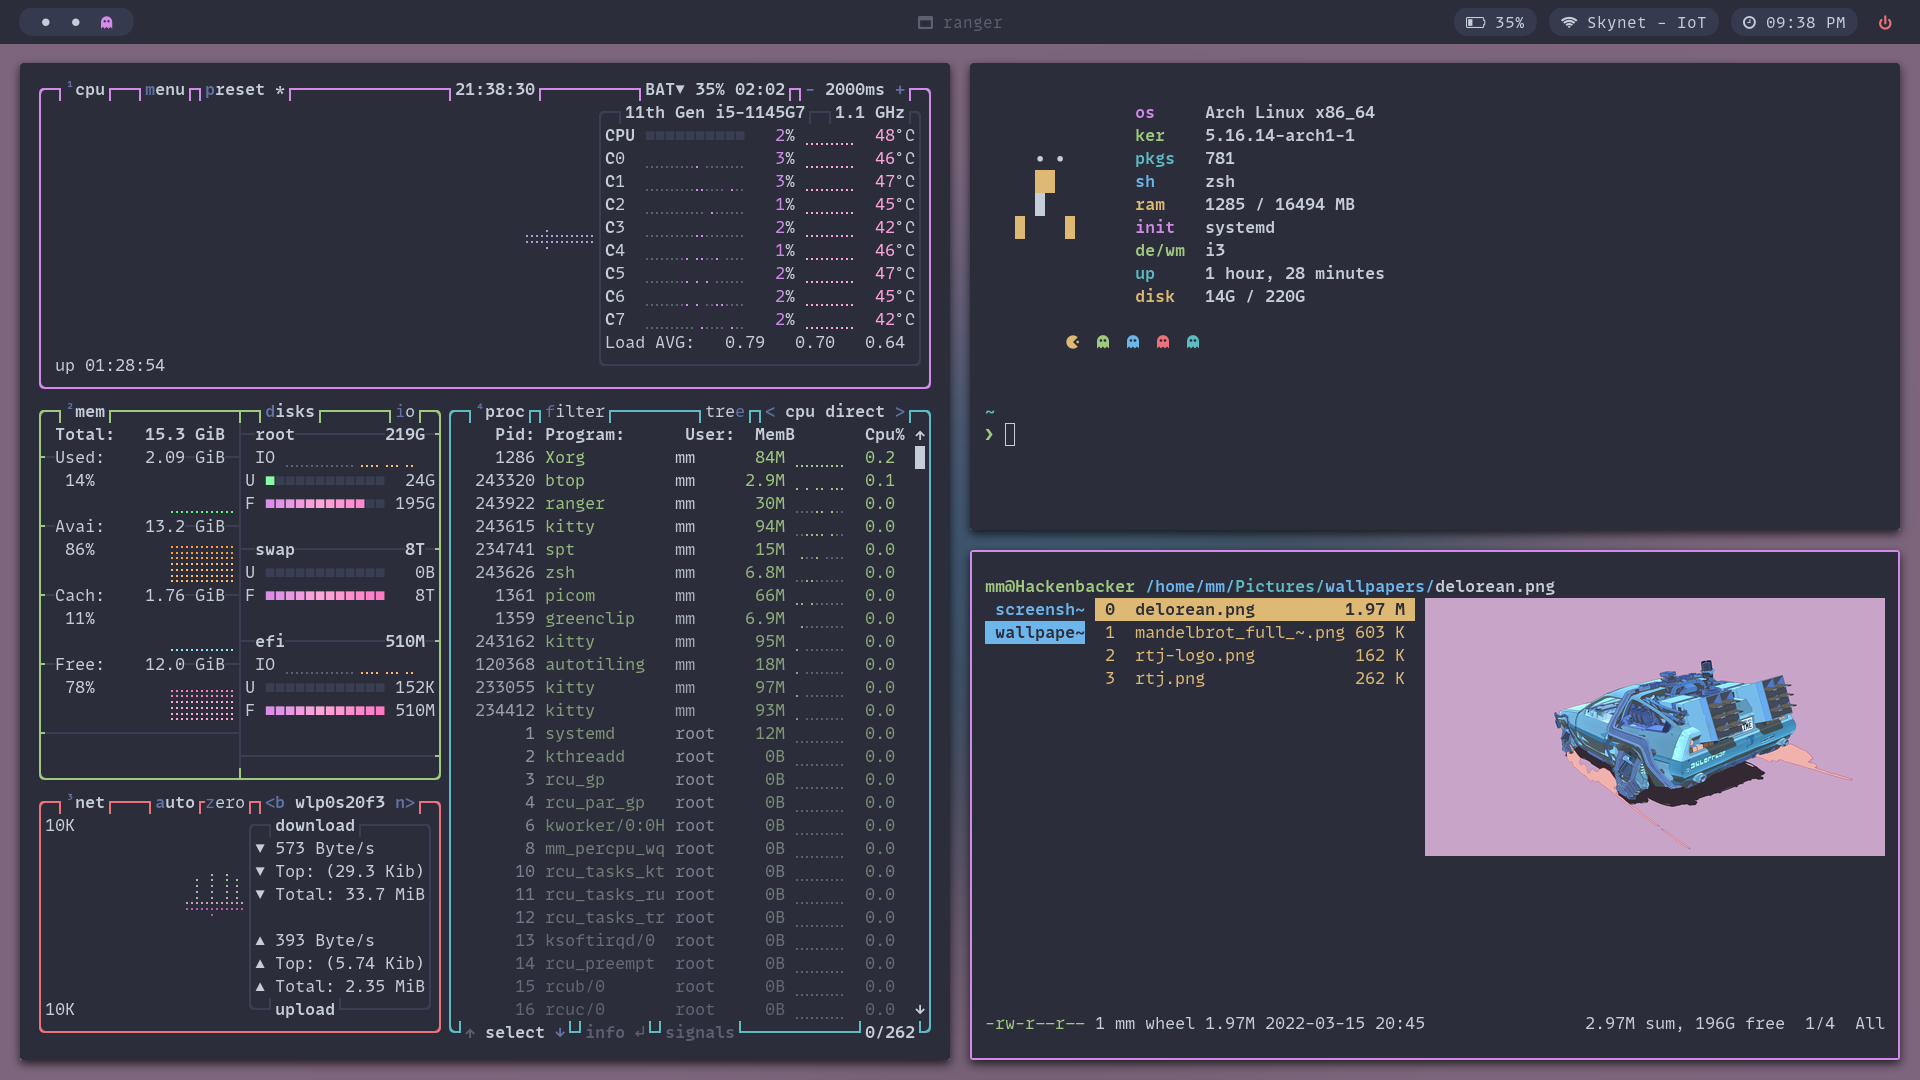 ranger
35%
Skynet - IoT
09:38 PM
¹cpu menu preset * 21:38:30 BAT▼ 35% 02:02 - 2000ms +
11th Gen i5-1145G7 1.1 GHz
CPU 2% 48°C
C0 3% 46°C
C1 3% 47°C
C2 1% 45°C
C3 2% 42°C
C4 1% 46°C
C5 2% 47°C
C6 2% 45°C
C7 2% 42°C
Load AVG: 0.79 0.70 0.64
up 01:28:54
²mem disks io
Total: 15.3 GiB
Used: 2.09 GiB
14%
Avai: 13.2 GiB
86%
Cach: 1.76 GiB
11%
Free: 12.0 GiB
78%
root 219G
IO
U 24G
F 195G
swap 8T
U 0B
F 8T
efi 510M
IO
U 152K
F 510M
³net auto zero <b wlp0s20f3 n>
10K
download
▼ 573 Byte/s
▼ Top: (29.3 Kib)
▼ Total: 33.7 MiB
▲ 393 Byte/s
▲ Top: (5.74 Kib)
▲ Total: 2.35 MiB
10K
upload
⁴proc filter tree < cpu direct >
Pid: Program: User: MemB Cpu% ↑
1286 Xorg mm 84M 0.2
243320 btop mm 2.9M 0.1
243922 ranger mm 30M 0.0
243615 kitty mm 94M 0.0
234741 spt mm 15M 0.0
243626 zsh mm 6.8M 0.0
1361 picom mm 66M 0.0
1359 greenclip mm 6.9M 0.0
243162 kitty mm 95M 0.0
120368 autotiling mm 18M 0.0
233055 kitty mm 97M 0.0
234412 kitty mm 93M 0.0
1 systemd root 12M 0.0
2 kthreadd root 0B 0.0
3 rcu_gp root 0B 0.0
4 rcu_par_gp root 0B 0.0
6 kworker/0:0H root 0B 0.0
8 mm_percpu_wq root 0B 0.0
10 rcu_tasks_kt root 0B 0.0
11 rcu_tasks_ru root 0B 0.0
12 rcu_tasks_tr root 0B 0.0
13 ksoftirqd/0 root 0B 0.0
14 rcu_preempt root 0B 0.0
15 rcub/0 root 0B 0.0
16 rcuc/0 root 0B 0.0 ↓
↑ select ↓ info ↵ signals 0/262
os Arch Linux x86_64
ker 5.16.14-arch1-1
pkgs 781
sh zsh
ram 1285 / 16494 MB
init systemd
de/wm i3
up 1 hour, 28 minutes
disk 14G / 220G
~
❯
mm@Hackenbacker /home/mm/Pictures/wallpapers/delorean.png
screensh~
wallpape~
0 delorean.png 1.97 M
1 mandelbrot_full_~.png 603 K
2 rtj-logo.png 162 K
3 rtj.png 262 K
-rw-r--r-- 1 mm wheel 1.97M 2022-03-15 20:45 2.97M sum, 196G free 1/4 All